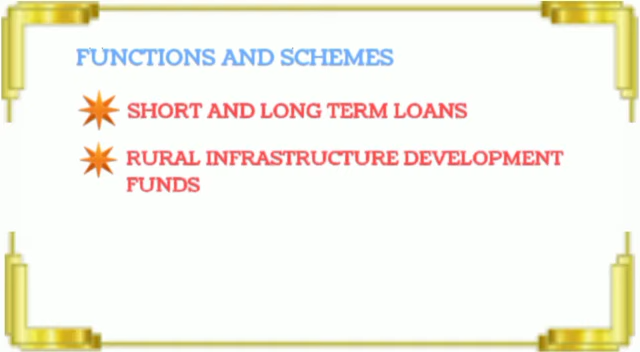 FUNCTIONS AND SCHEMES
SHORT AND LONG TERM LOANS
RURAL INFRASTRUCTURE DEVELOPMENT
FUNDS